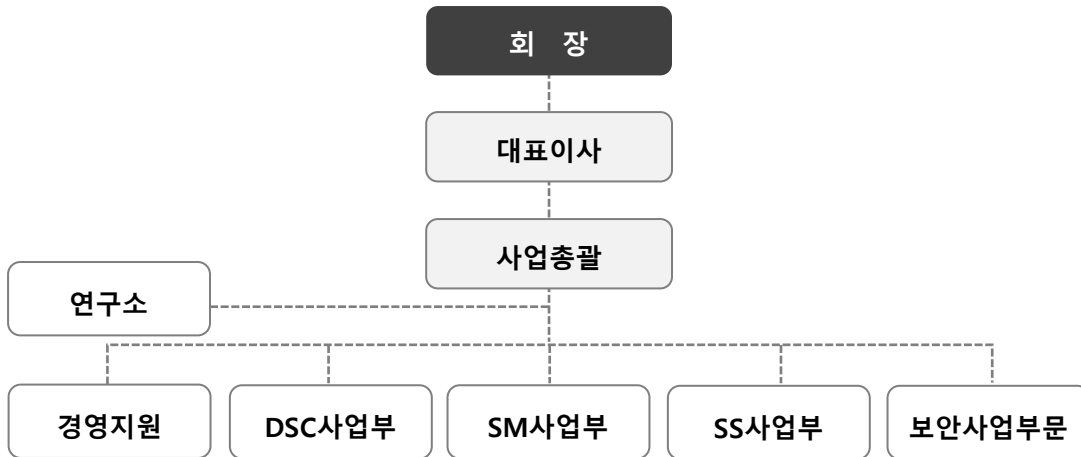 회 장
대표이사
사업총괄
연구소
경영지원
DSC사업부
SM사업부
SS사업부
보안사업부문